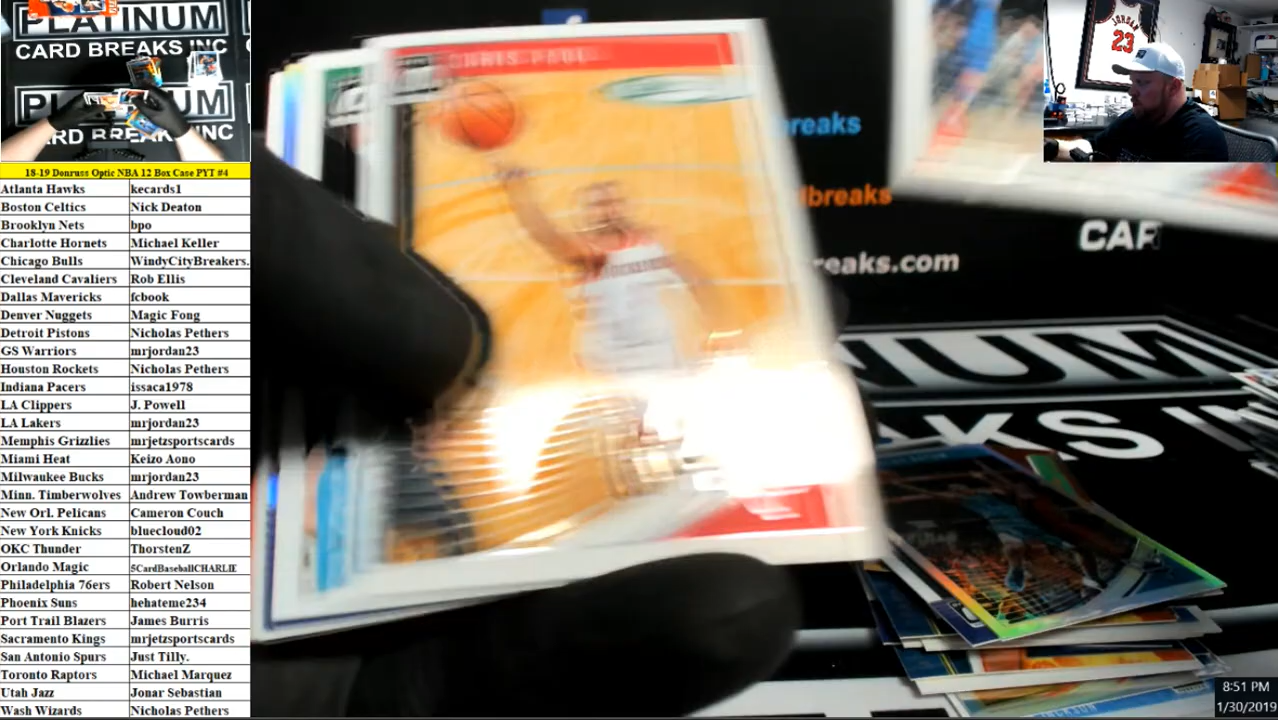 PLATINUM
CARD BREAKS INC
18-19 Donruss Optic NBA 12 Box Case PYT #4
Atlanta Hawks kecards1
Boston Celtics Nick Deaton
Brooklyn Nets bpo
Charlotte Hornets Michael Keller
Chicago Bulls WindyCityBreakers.
Cleveland Cavaliers Rob Ellis
Dallas Mavericks fcbook
Denver Nuggets Magic Fong
Detroit Pistons Nicholas Pethers
GS Warriors mrjordan23
Houston Rockets Nicholas Pethers
Indiana Pacers issaca1978
LA Clippers J. Powell
LA Lakers mrjordan23
Memphis Grizzlies mrjetzsportscards
Miami Heat Keizo Aono
Milwaukee Bucks mrjordan23
Minn. Timberwolves Andrew Towberman
New Orl. Pelicans Cameron Couch
New York Knicks bluecloud02
OKC Thunder ThorstenZ
Orlando Magic 5CardBaseballCHARLIE
Philadelphia 76ers Robert Nelson
Phoenix Suns hehateme234
Port Trail Blazers James Burris
Sacramento Kings mrjetzsportscards
San Antonio Spurs Just Tilly.
Toronto Raptors Michael Marquez
Utah Jazz Jonar Sebastian
Wash Wizards Nicholas Pethers
CHRIS PAUL
JORDAN
23
reaks
dbreaks
reaks.com
CAR
NUM
AKS IN
8:51 PM
1/30/2019